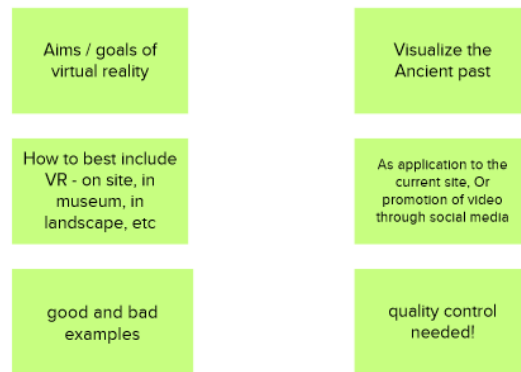 Aims / goals of
virtual reality
Visualize the
Ancient past
How to best include
VR - on site, in
museum, in
landscape, etc
As application to the
current site, Or
promotion of video
through social media
good and bad
examples
quality control
needed!